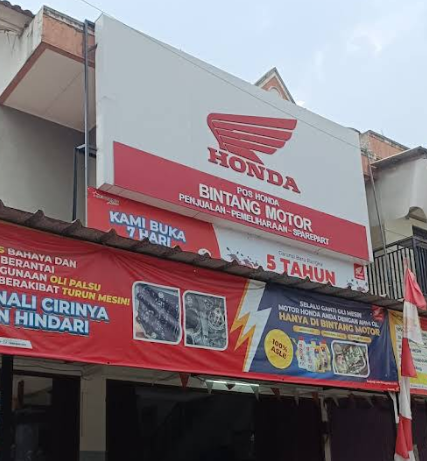 HONDA
POS HONDA
BINTANG MOTOR
PENJUALAN-PEMELIHARAAN-SPAREPART
KAMI BUKA
7 HARI
5 TAHUN
BAHAYA DAN
BERANTAI
GUNAAN OLI PALSU
BERAKIBAT TURUN MESIN!
NALI CIRINYA
N HINDARI
SELALU GANTI OLI MESIN
MOTOR HONDA ANDA DENGAN AHM OIL
HANYA DI BINTANG MOTOR
100%
ASLI